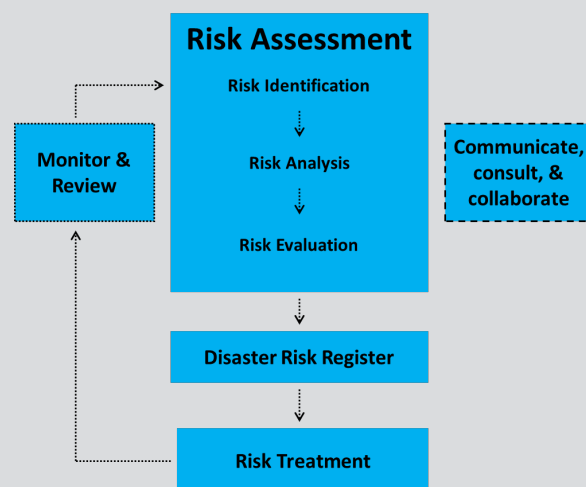 Risk Assessment
Risk Identification
Risk Analysis
Risk Evaluation
Monitor &
Review
Communicate,
consult, &
collaborate
Disaster Risk Register
Risk Treatment